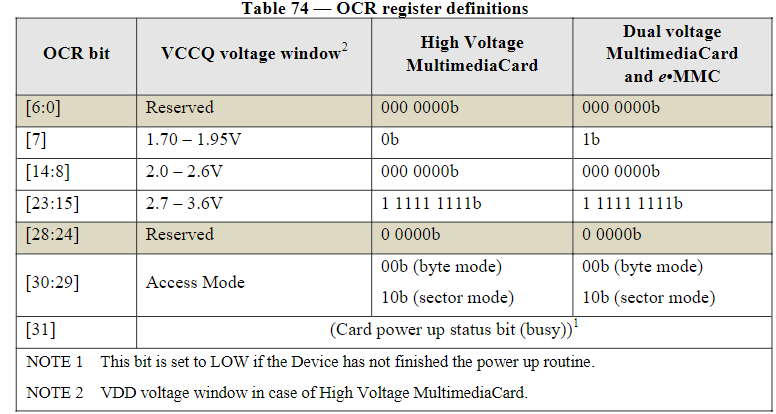 Table 74 — OCR register definitions
OCR bit VCCQ voltage window2 High Voltage MultimediaCard Dual voltage MultimediaCard and e•MMC
[6:0] Reserved 000 0000b 000 0000b
[7] 1.70 – 1.95V 0b 1b
[14:8] 2.0 – 2.6V 000 0000b 000 0000b
[23:15] 2.7 – 3.6V 1 1111 1111b 1 1111 1111b
[28:24] Reserved 0 0000b 0 0000b
[30:29] Access Mode 00b (byte mode) 00b (byte mode)
10b (sector mode) 10b (sector mode)
[31] (Card power up status bit (busy))1
NOTE 1 This bit is set to LOW if the Device has not finished the power up routine.
NOTE 2 VDD voltage window in case of High Voltage MultimediaCard.